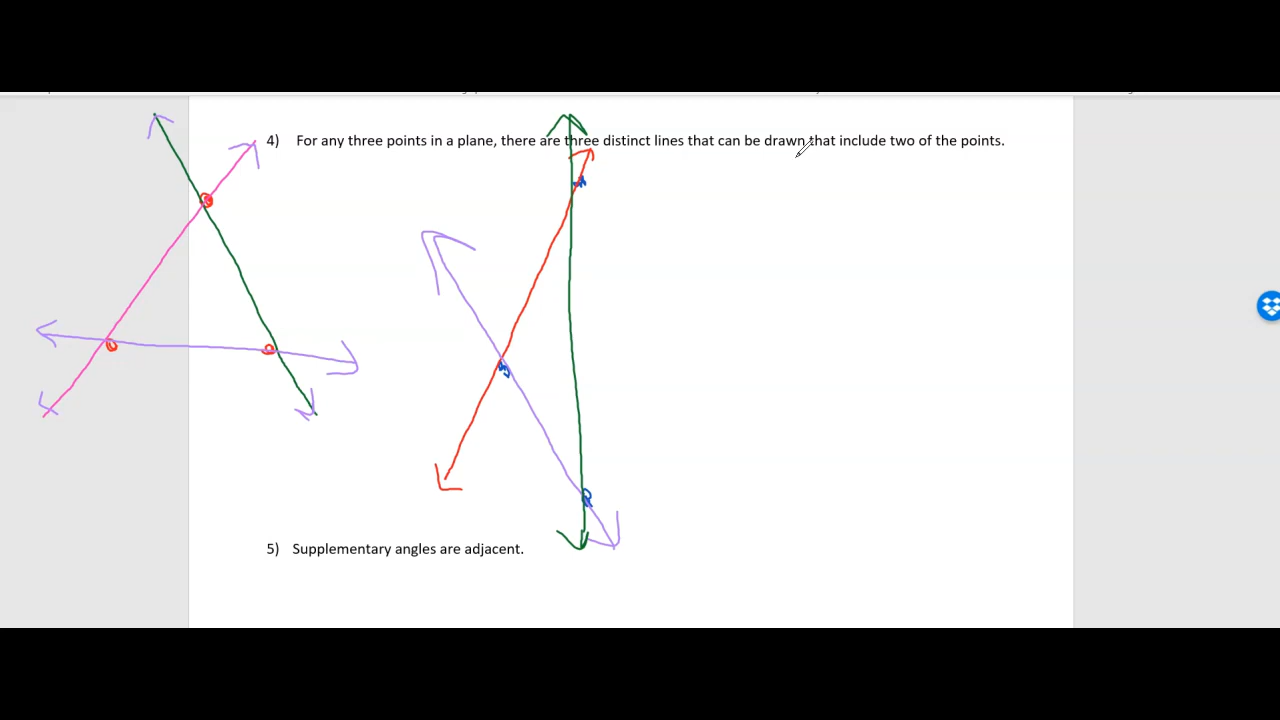 4) For any three points in a plane, there are three distinct lines that can be drawn that include two of the points.
5) Supplementary angles are adjacent.